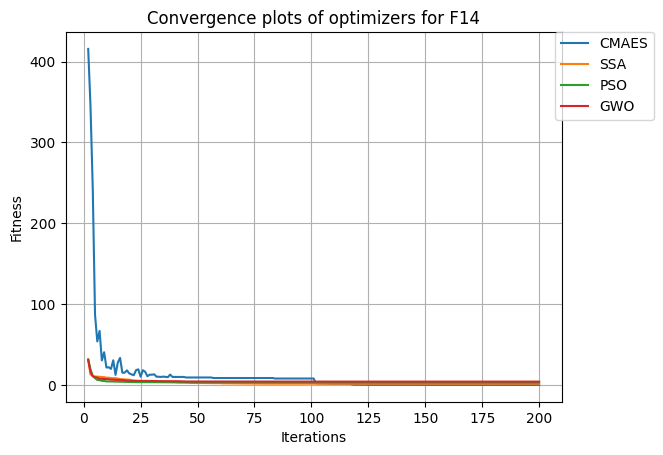 Convergence plots of optimizers for F14
CMAES
SSA
PSO
GWO
400
300
200
100
0
Fitness
0 25 50 75 100 125 150 175 200
Iterations